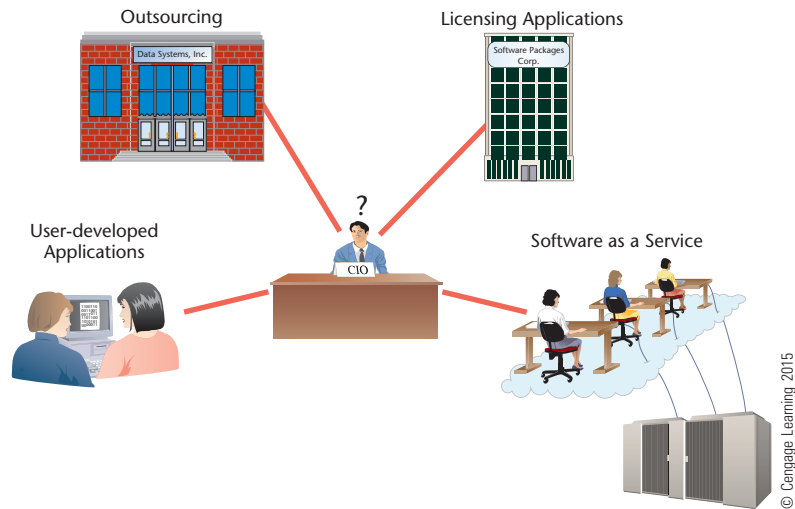 Outsourcing
Data Systems, Inc.
Licensing Applications
Software Packages
Corp.
?
CIO
User-developed
Applications
Software as a Service
© Cengage Learning 2015